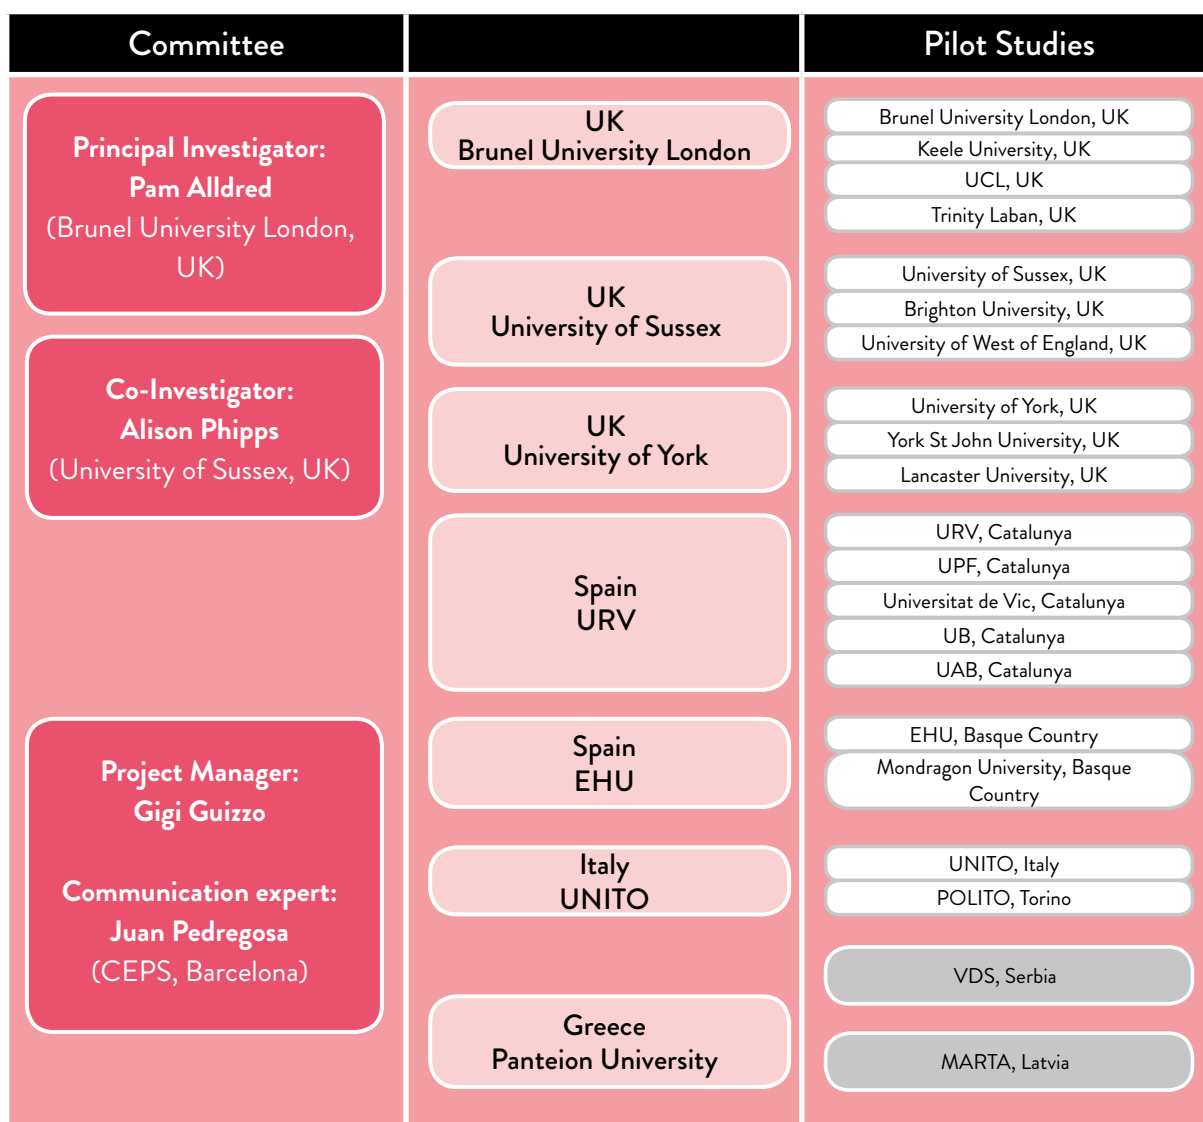 Committee
Pilot Studies
Principal Investigator:
Pam Alldred
(Brunel University London,
UK)
Co-Investigator:
Alison Phipps
(University of Sussex, UK)
Project Manager:
Gigi Guizzo
Communication expert:
Juan Pedregosa
(CEPS, Barcelona)
UK
Brunel University London
UK
University of Sussex
UK
University of York
Spain
URV
Spain
EHU
Italy
UNITO
Greece
Panteion University
Brunel University London, UK
Keele University, UK
UCL, UK
Trinity Laban, UK
University of Sussex, UK
Brighton University, UK
University of West of England, UK
University of York, UK
York St John University, UK
Lancaster University, UK
URV, Catalunya
UPF, Catalunya
Universitat de Vic, Catalunya
UB, Catalunya
UAB, Catalunya
EHU, Basque Country
Mondragon University, Basque
Country
UNITO, Italy
POLITO, Torino
VDS, Serbia
MARTA, Latvia